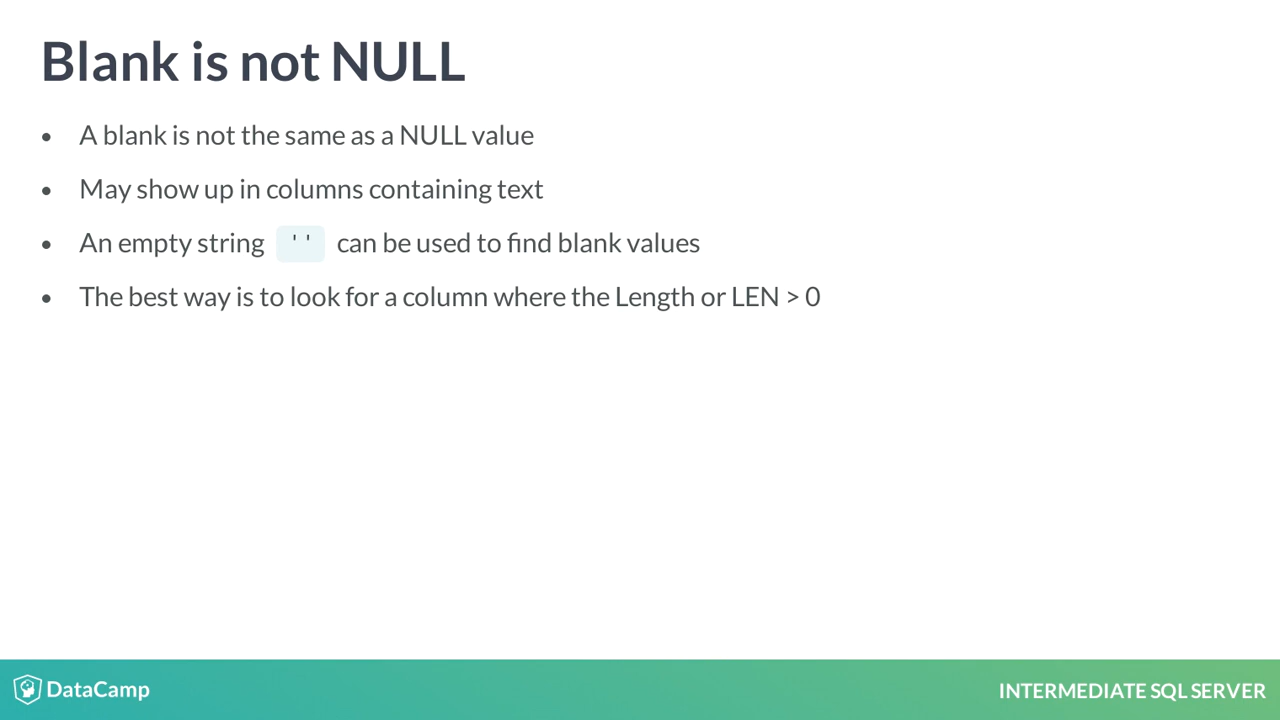 Blank is not NULL
• A blank is not the same as a NULL value
• May show up in columns containing text
• An empty string '' can be used to find blank values
• The best way is to look for a column where the Length or LEN > 0
DataCamp
INTERMEDIATE SQL SERVER